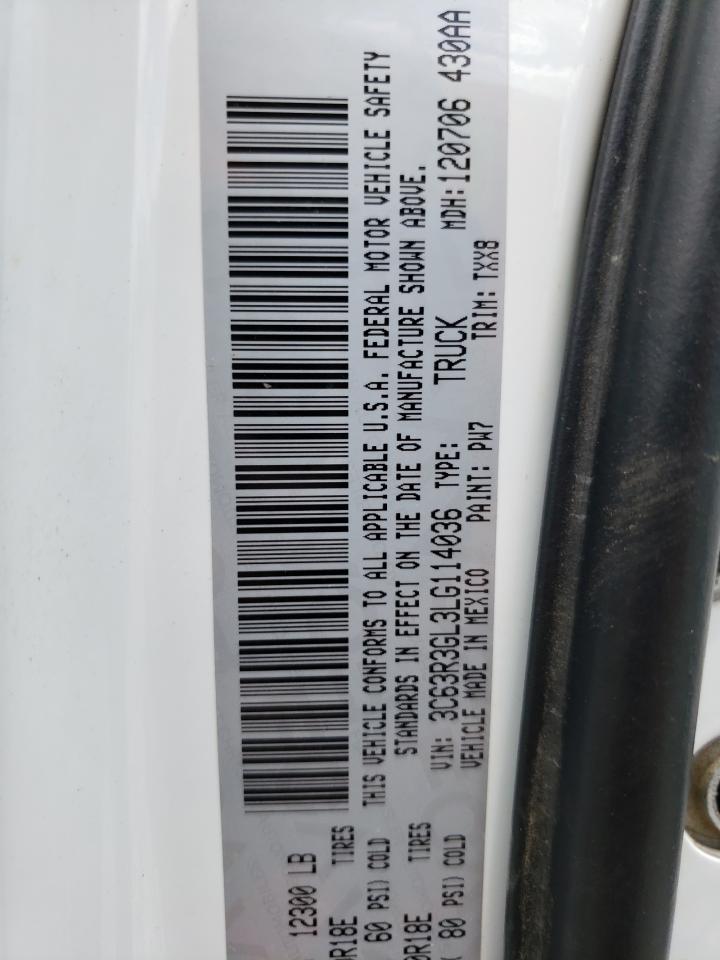 12300 LB
0R18E TIRES
60 PSI) COLD
0R18E TIRES
80 PSI) COLD
THIS VEHICLE CONFORMS TO ALL APPLICABLE U.S.A. FEDERAL MOTOR VEHICLE SAFETY
STANDARDS IN EFFECT ON THE DATE OF MANUFACTURE SHOWN ABOVE.
VIN: 3C63R3GL3LG114036 TYPE: TRUCK MDH:120706 430AA
VEHICLE MADE IN MEXICO PAINT: PW7 TRIM: TXX8